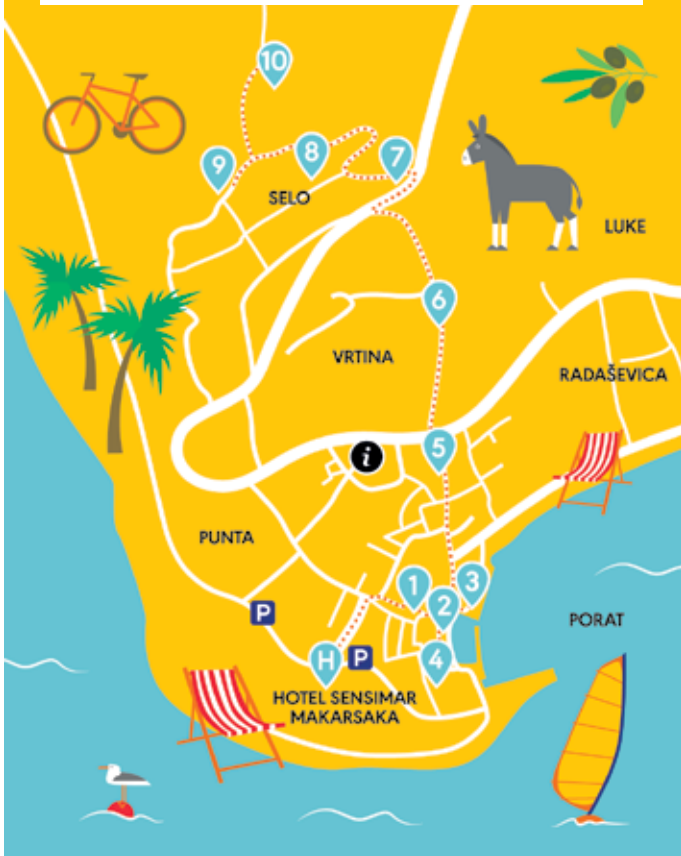 10
8
7
9
SELO
LUKE
6
VRTINA
RADAŠEVICA
i
5
PUNTA
1
3
2
P
PORAT
H
P
4
HOTEL SENSIMAR
MAKARSAKA